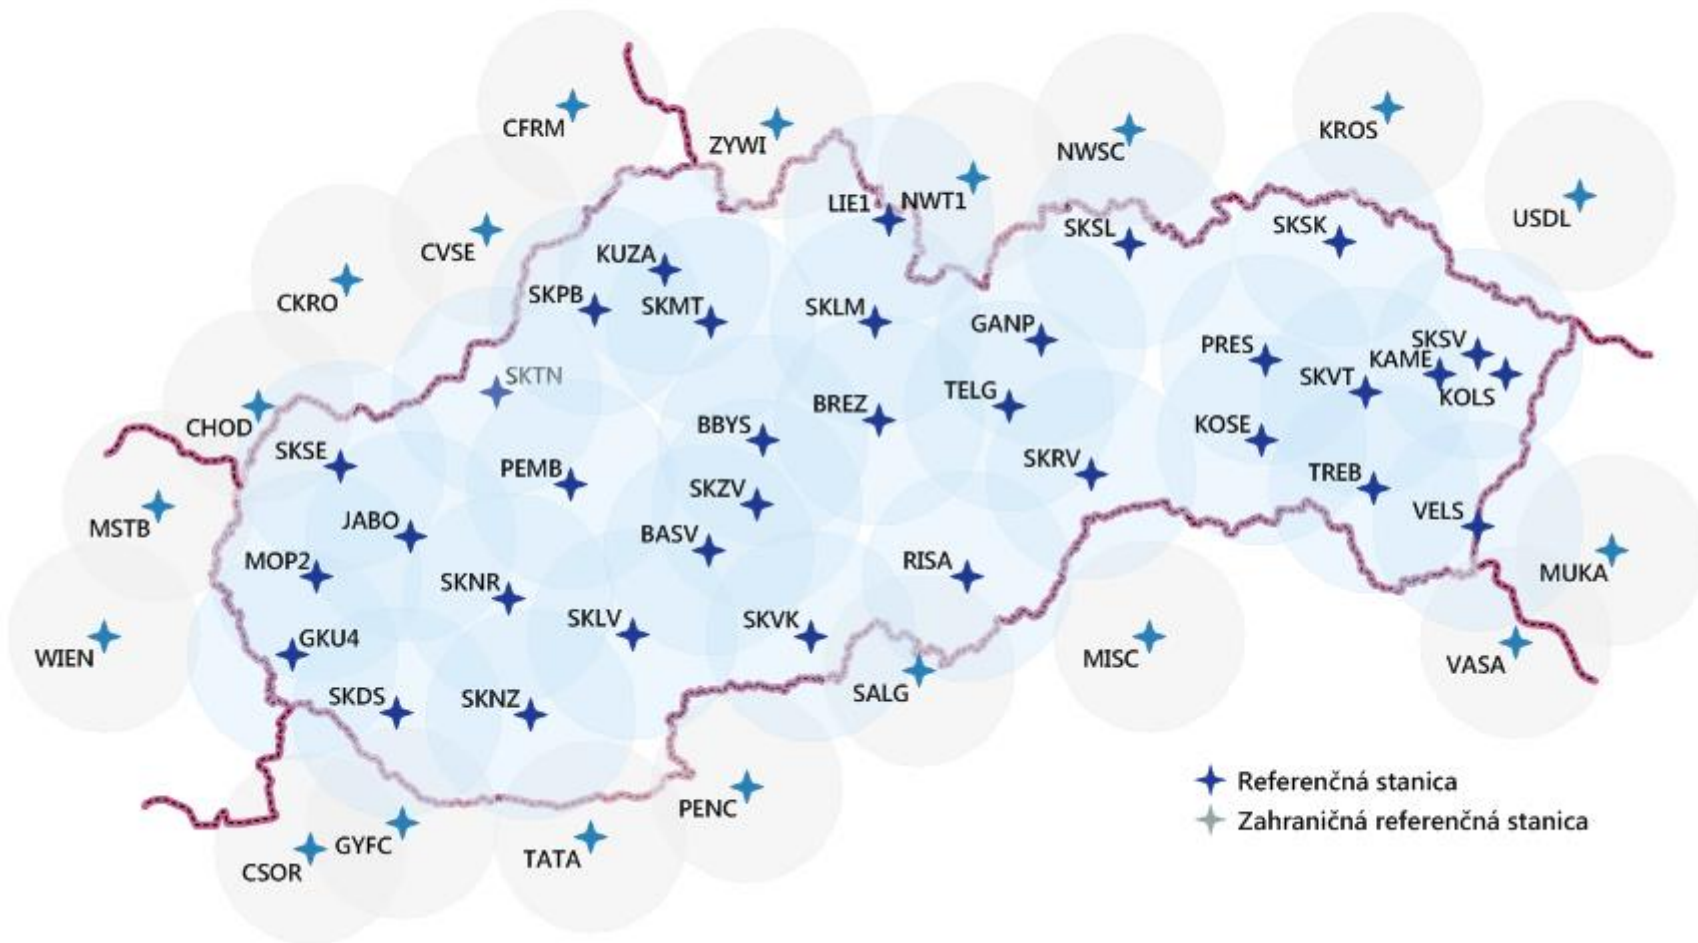 CFRM
KROS
ZYWI
NWSC
LIE1
NWT1
USDL
SKSL
SKSK
CVSE
KUZA
CKRO
SKPB
SKMT
SKLM
GANP
PRES
SKSV
KAME
SKVT
KOLS
SKTN
TELG
BREZ
CHOD
BBYS
KOSE
SKSE
PEMB
SKRV
TREB
SKZV
VELS
MSTB
JABO
BASV
MOP2
RISA
MUKA
SKNR
SKLV
SKVK
GKU4
WIEN
MISC
VASA
SALG
SKDS
SKNZ
Referenčná stanica
PENC
Zahraničná referenčná stanica
GYFC
TATA
CSOR